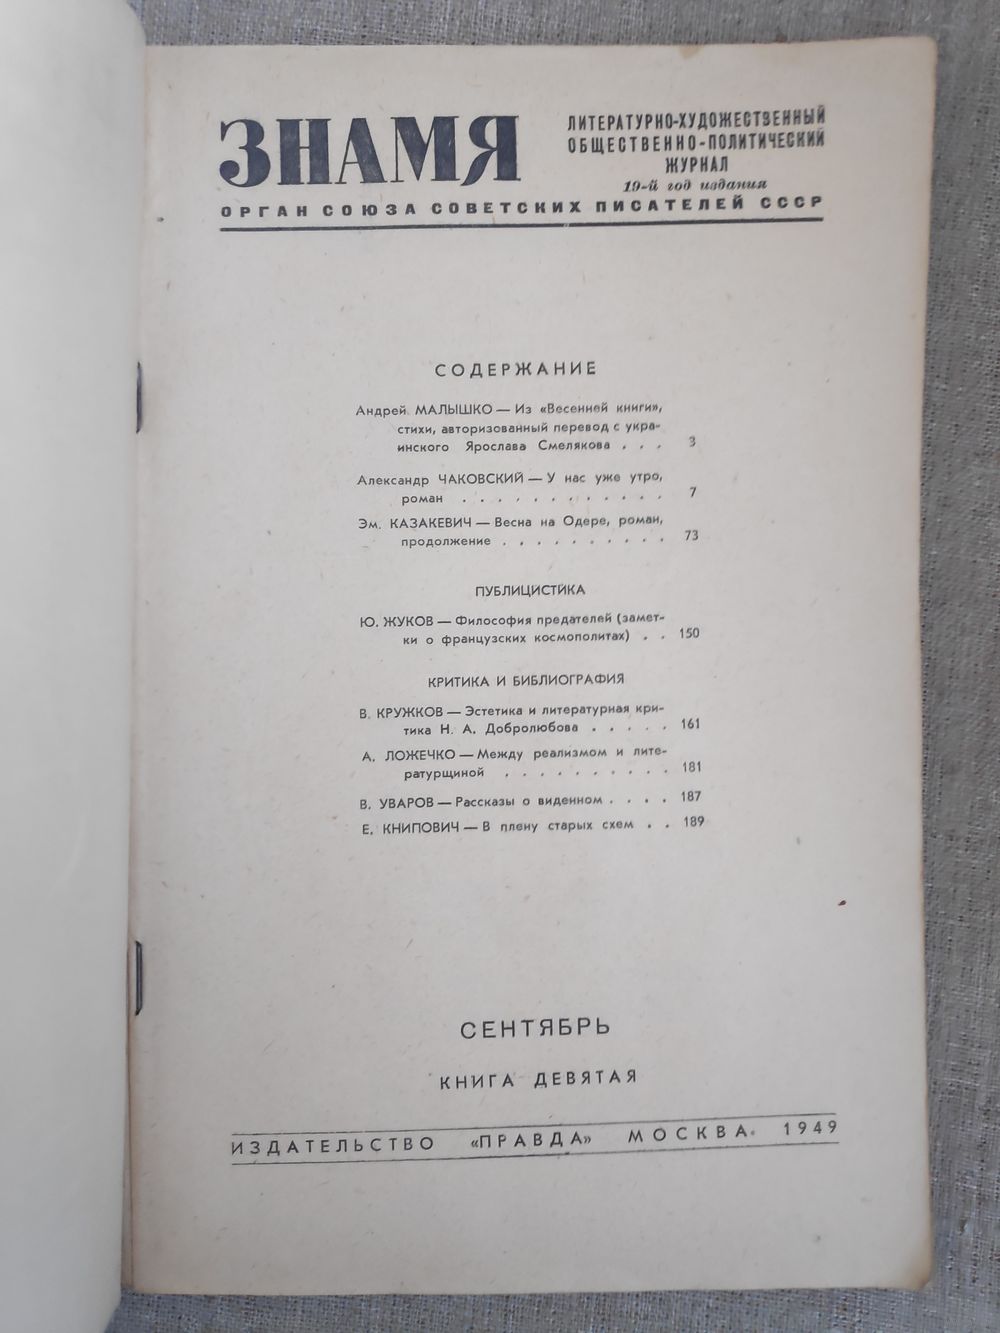 ЗНАМЯ
ЛИТЕРАТУРНО-ХУДОЖЕСТВЕННЫЙ
ОБЩЕСТВЕННО-ПОЛИТИЧЕСКИЙ
ЖУРНАЛ
19-й год издания
ОРГАН СОЮЗА СОВЕТСКИХ ПИСАТЕЛЕЙ СССР
СОДЕРЖАНИЕ
Андрей МАЛЫШКО — Из «Весенней книги»,
стихи, авторизованный перевод с укра-
инского Ярослава Смелякова . . . 3
Александр ЧАКОВСКИЙ — У нас уже утро,
роман . . . . . . . . . . . . 7
Эм. КАЗАКЕВИЧ — Весна на Одере, роман,
продолжение . . . . . . . . . . 73
ПУБЛИЦИСТИКА
Ю. ЖУКОВ — Философия предателей (замет-
ки о французских космополитах) . . 150
КРИТИКА И БИБЛИОГРАФИЯ
В. КРУЖКОВ — Эстетика и литературная кри-
тика Н. А. Добролюбова . . . . . 161
А. ЛОЖЕЧКО — Между реализмом и лите-
ратурщиной . . . . . . . . . . 181
В. УВАРОВ — Рассказы о виденном . . . . 187
Е. КНИПОВИЧ — В плену старых схем . . 189
СЕНТЯБРЬ
КНИГА ДЕВЯТАЯ
ИЗДАТЕЛЬСТВО «ПРАВДА» МОСКВА. 1949